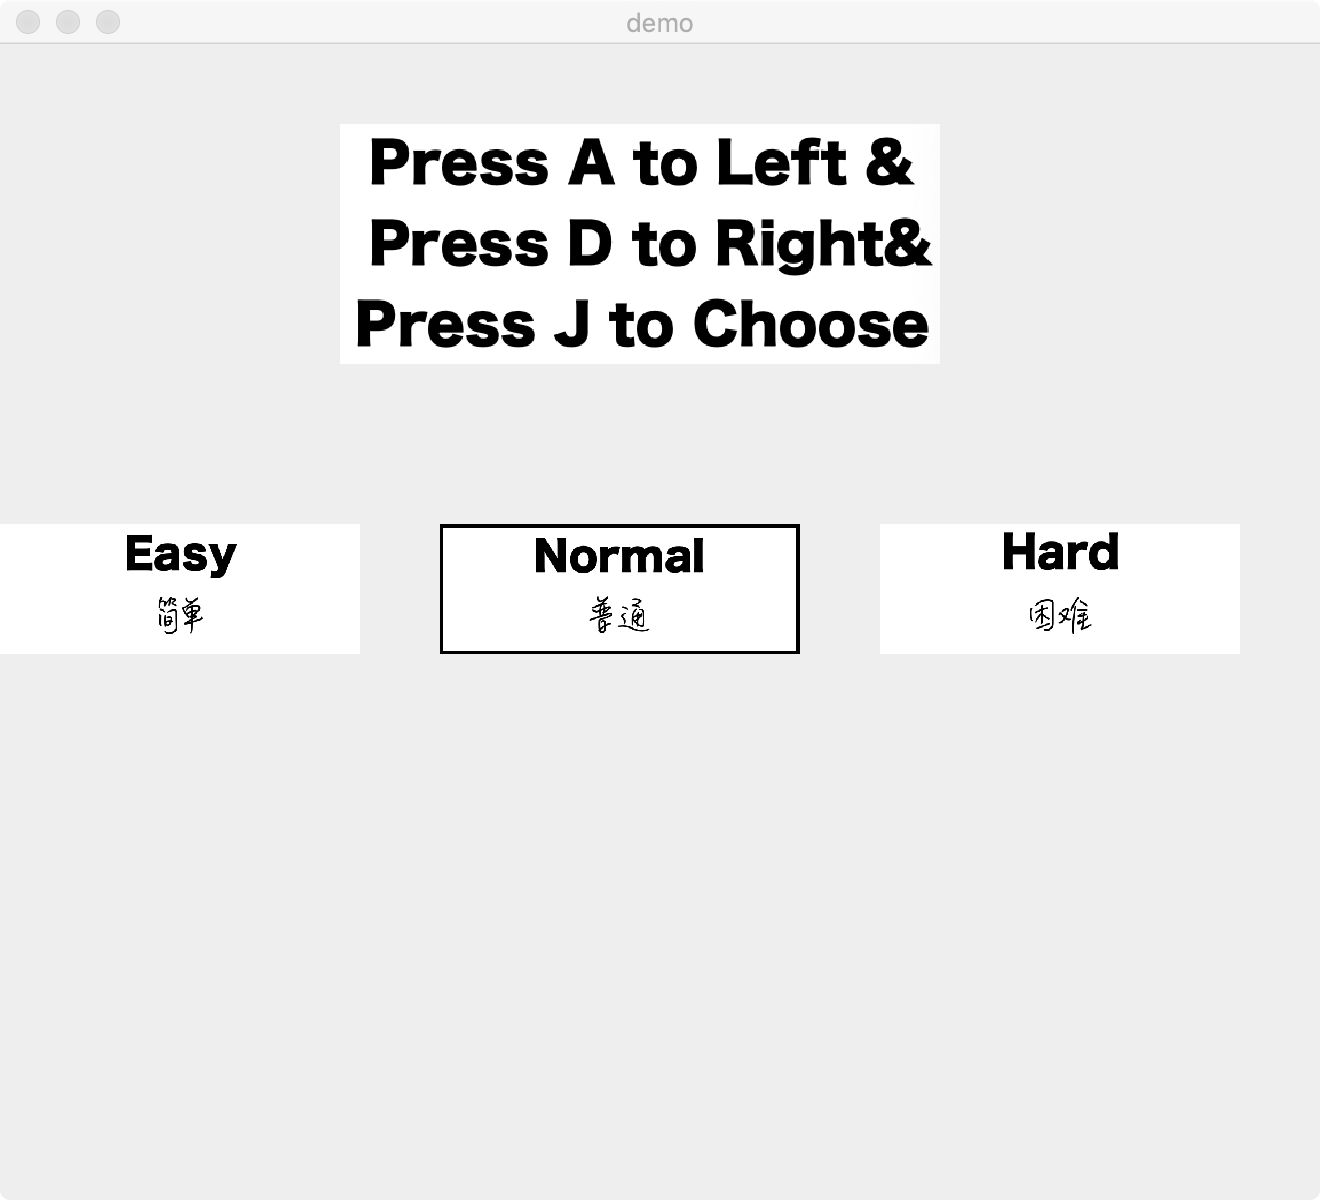 demo
Press A to Left &
Press D to Right&
Press J to Choose
Easy
简单
Normal
普通
Hard
困难